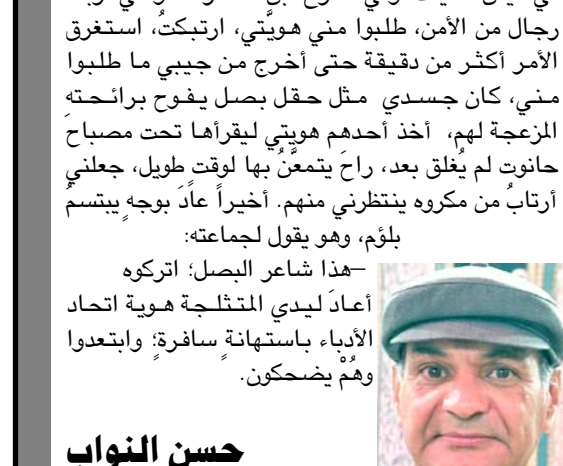 رجال من الأمن، طلبوا مني هويّتي، ارتبكتُ، استغرق
الأمر أكثر من دقيقة حتى أخرج من جيبي ما طلبوا
مني، كان جسدي مثل حقل بصل يفوح برائحته
المزعجة لهم، أخذ أحدهم هويتي ليقرأها تحت مصباحَ
حانوت لم يُغلق بعد، راحَ يتمعَّنُ بها لوقتٍ طويل، جعلني
أرتابُ من مكروه ينتظرني منهم. أخيراً عادَ بوجهٍ يبتسمُ
بلؤم، وهو يقول لجماعته:
–هذا شاعر البصل؛ اتركوه
أعادَ ليدي المتثلجة هوية اتحاد
الأدباء باستهانةٍ سافرةٍ؛ وابتعدوا
وهُمْ يضحكون.
حسن النواب